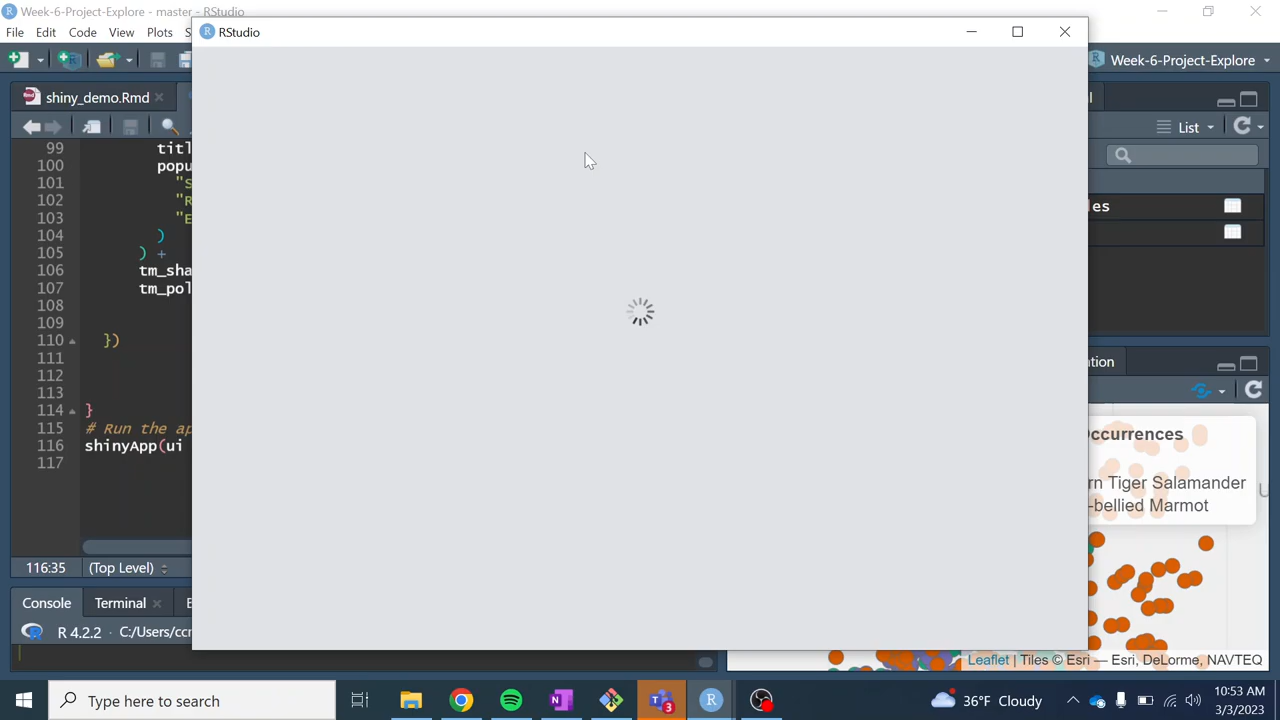 Week-6-Project-Explore - master - RStudio
File Edit Code View Plots S
RStudio
Week-6-Project-Explore
shiny_demo.Rmd
List
99 titl
100 popu
101 "S
102 "R
103 "E
104 )
105 ) +
106 tm_sha
107 tm_pol
108
109
110 })
111
112
113
114 }
115 # Run the ap
116 shinyApp(ui
117
116:35 (Top Level)
Console Terminal
R 4.2.2 · C:/Users/ccr
3
Type here to search
36°F Cloudy
10:53 AM
3/3/2023
Leaflet | Tiles © Esri — Esri, DeLorme, NAVTEQ
Occurrences
rn Tiger Salamander
-bellied Marmot